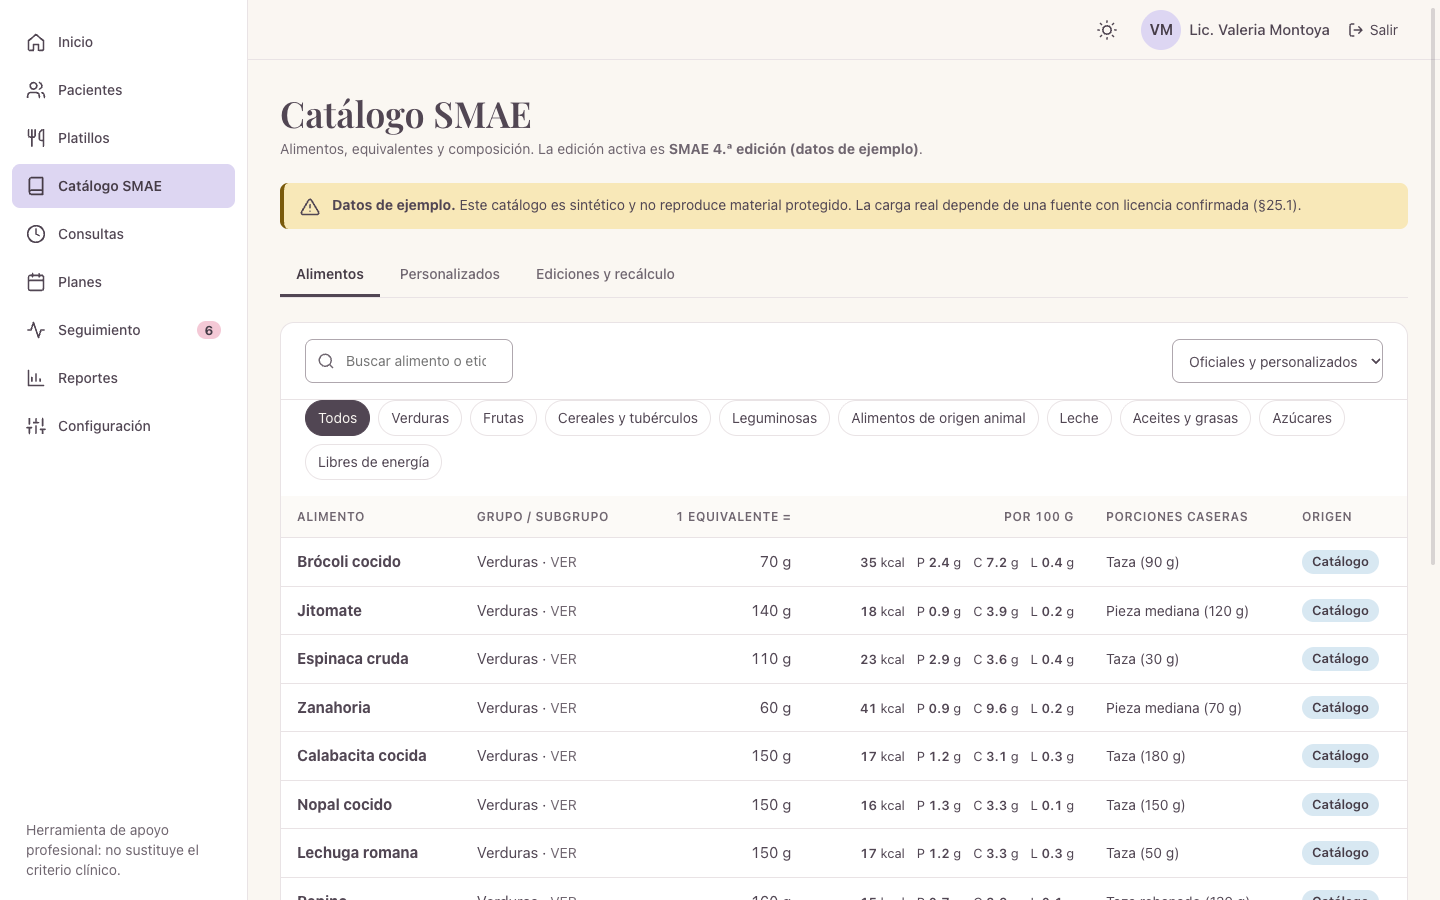 Inicio
Pacientes
Platillos
Catálogo SMAE
Consultas
Planes
Seguimiento 6
Reportes
Configuración
Herramienta de apoyo
profesional: no sustituye el
criterio clínico.
VM Lic. Valeria Montoya Salir
Catálogo SMAE
Alimentos, equivalentes y composición. La edición activa es SMAE 4.ª edición (datos de ejemplo).
Datos de ejemplo. Este catálogo es sintético y no reproduce material protegido. La carga real depende de una fuente con licencia confirmada (§25.1).
Alimentos Personalizados Ediciones y recálculo
Buscar alimento o etic Oficiales y personalizados
Todos Verduras Frutas Cereales y tubérculos Leguminosas Alimentos de origen animal Leche Aceites y grasas Azúcares
Libres de energía
ALIMENTO GRUPO / SUBGRUPO 1 EQUIVALENTE = POR 100 G PORCIONES CASERAS ORIGEN
Brócoli cocido Verduras · VER 70 g 35 kcal P 2.4 g C 7.2 g L 0.4 g Taza (90 g) Catálogo
Jitomate Verduras · VER 140 g 18 kcal P 0.9 g C 3.9 g L 0.2 g Pieza mediana (120 g) Catálogo
Espinaca cruda Verduras · VER 110 g 23 kcal P 2.9 g C 3.6 g L 0.4 g Taza (30 g) Catálogo
Zanahoria Verduras · VER 60 g 41 kcal P 0.9 g C 9.6 g L 0.2 g Pieza mediana (70 g) Catálogo
Calabacita cocida Verduras · VER 150 g 17 kcal P 1.2 g C 3.1 g L 0.3 g Taza (180 g) Catálogo
Nopal cocido Verduras · VER 150 g 16 kcal P 1.3 g C 3.3 g L 0.1 g Taza (150 g) Catálogo
Lechuga romana Verduras · VER 150 g 17 kcal P 1.2 g C 3.3 g L 0.3 g Taza (50 g) Catálogo